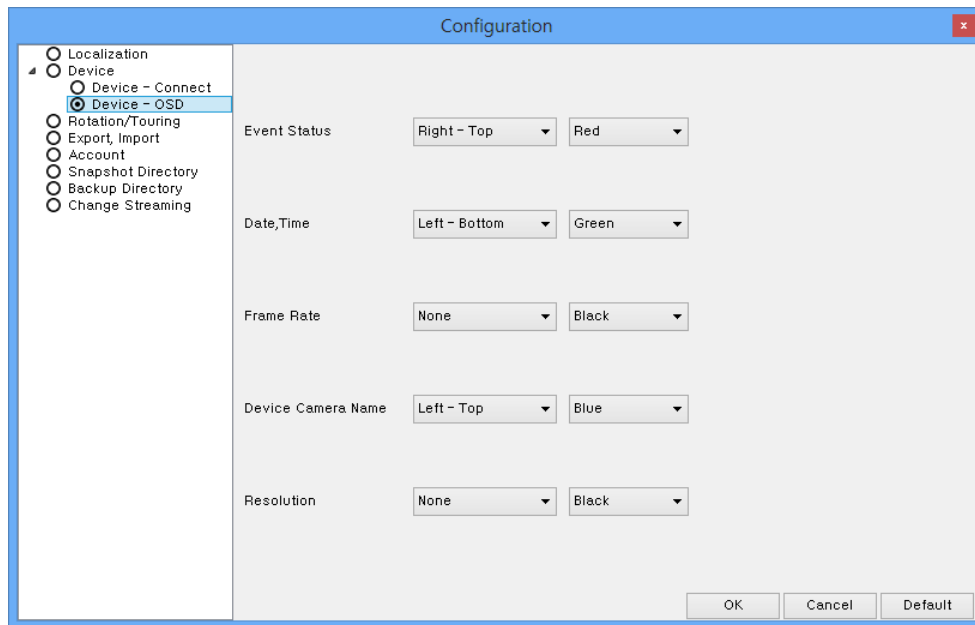 Configuration
x
Localization
Device
Device - Connect
Device - OSD
Rotation/Touring
Export, Import
Account
Snapshot Directory
Backup Directory
Change Streaming
Event Status Right - Top Red
Date,Time Left - Bottom Green
Frame Rate None Black
Device Camera Name Left - Top Blue
Resolution None Black
OK Cancel Default